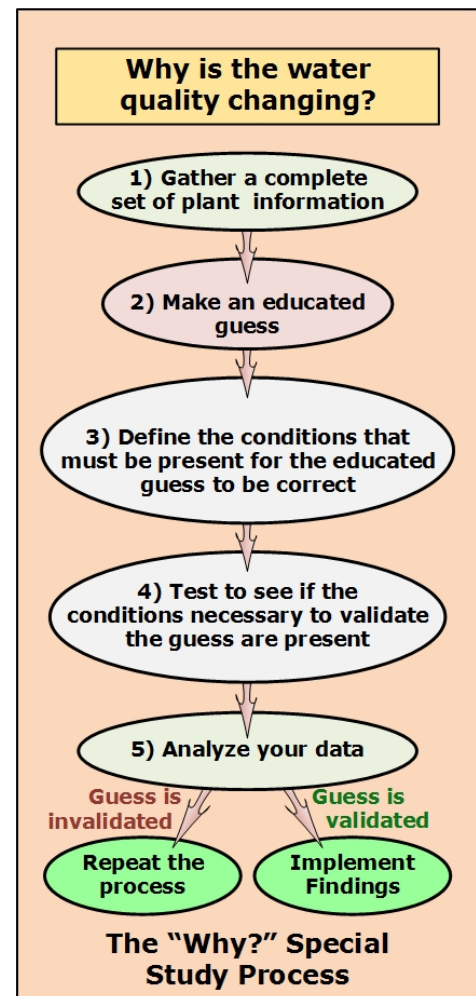 Why is the water
quality changing?
1) Gather a complete
set of plant information
2) Make an educated
guess
3) Define the conditions that
must be present for the educated
guess to be correct
4) Test to see if the
conditions necessary to validate
the guess are present
5) Analyze your data
Guess is
invalidated
Guess is
validated
Repeat the
process
Implement
Findings
The “Why?” Special
Study Process